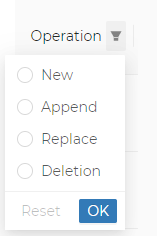 Operation
New
Append
Replace
Deletion
Reset OK